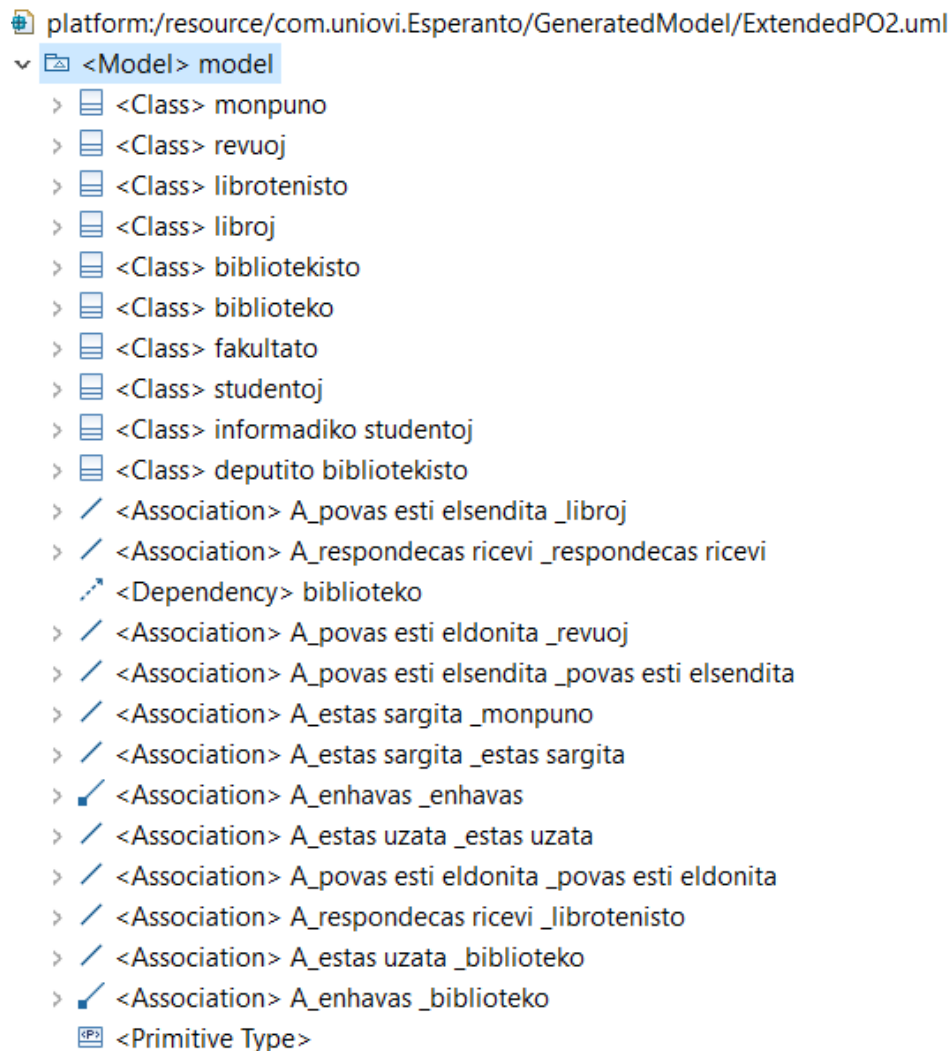 platform:/resource/com.uniovi.Esperanto/GeneratedModel/ExtendedPO2.uml
<Model> model
<Class> monpuno
<Class> revuoj
<Class> librotenisto
<Class> libroj
<Class> bibliotekisto
<Class> biblioteko
<Class> fakultato
<Class> studentoj
<Class> informadiko studentoj
<Class> deputito bibliotekisto
<Association> A_povas esti elsendita _libroj
<Association> A_respondecas ricevi _respondecas ricevi
<Dependency> biblioteko
<Association> A_povas esti eldonita _revuoj
<Association> A_povas esti elsendita _povas esti elsendita
<Association> A_estas sargita _monpuno
<Association> A_estas sargita _estas sargita
<Association> A_enhavas _enhavas
<Association> A_estas uzata _estas uzata
<Association> A_povas esti eldonita _povas esti eldonita
<Association> A_respondecas ricevi _librotenisto
<Association> A_estas uzata _biblioteko
<Association> A_enhavas _biblioteko
<Primitive Type>